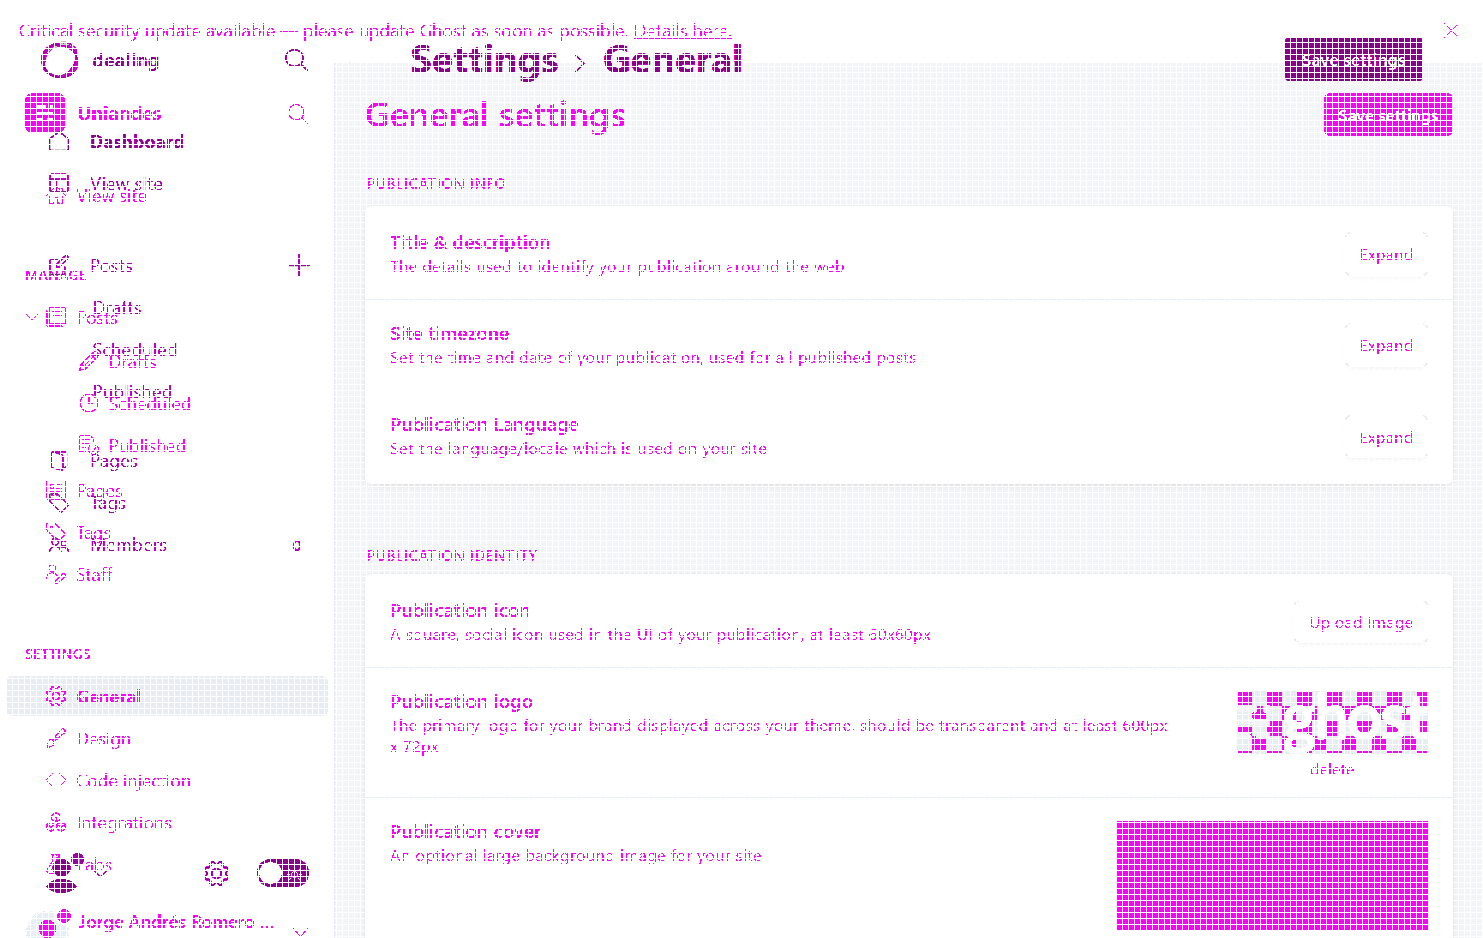 Critical security update available — please update Ghost as soon as possible. Details here.
dealing
Settings › General
Save settings
Uniandes
General settings
Save settings
Dashboard
View site
View site
PUBLICATION INFO
Title & description
The details used to identify your publication around the web
Expand
Posts
MANAGE
Drafts
Posts
Site timezone
Set the time and date of your publication, used for all published posts
Expand
Scheduled
Drafts
Published
Scheduled
Publication Language
Set the language/locale which is used on your site
Expand
Published
Pages
Pages
Tags
Tags
Members
Staff
PUBLICATION IDENTITY
Publication icon
A square, social icon used in the UI of your publication, at least 60x60px
Upload Image
SETTINGS
General
Publication logo
The primary logo for your brand displayed across your theme, should be transparent and at least 600px
x 72px
delete
Design
Code injection
Integrations
Publication cover
An optional large background image for your site
Labs
Jorge Andrés Romero ...